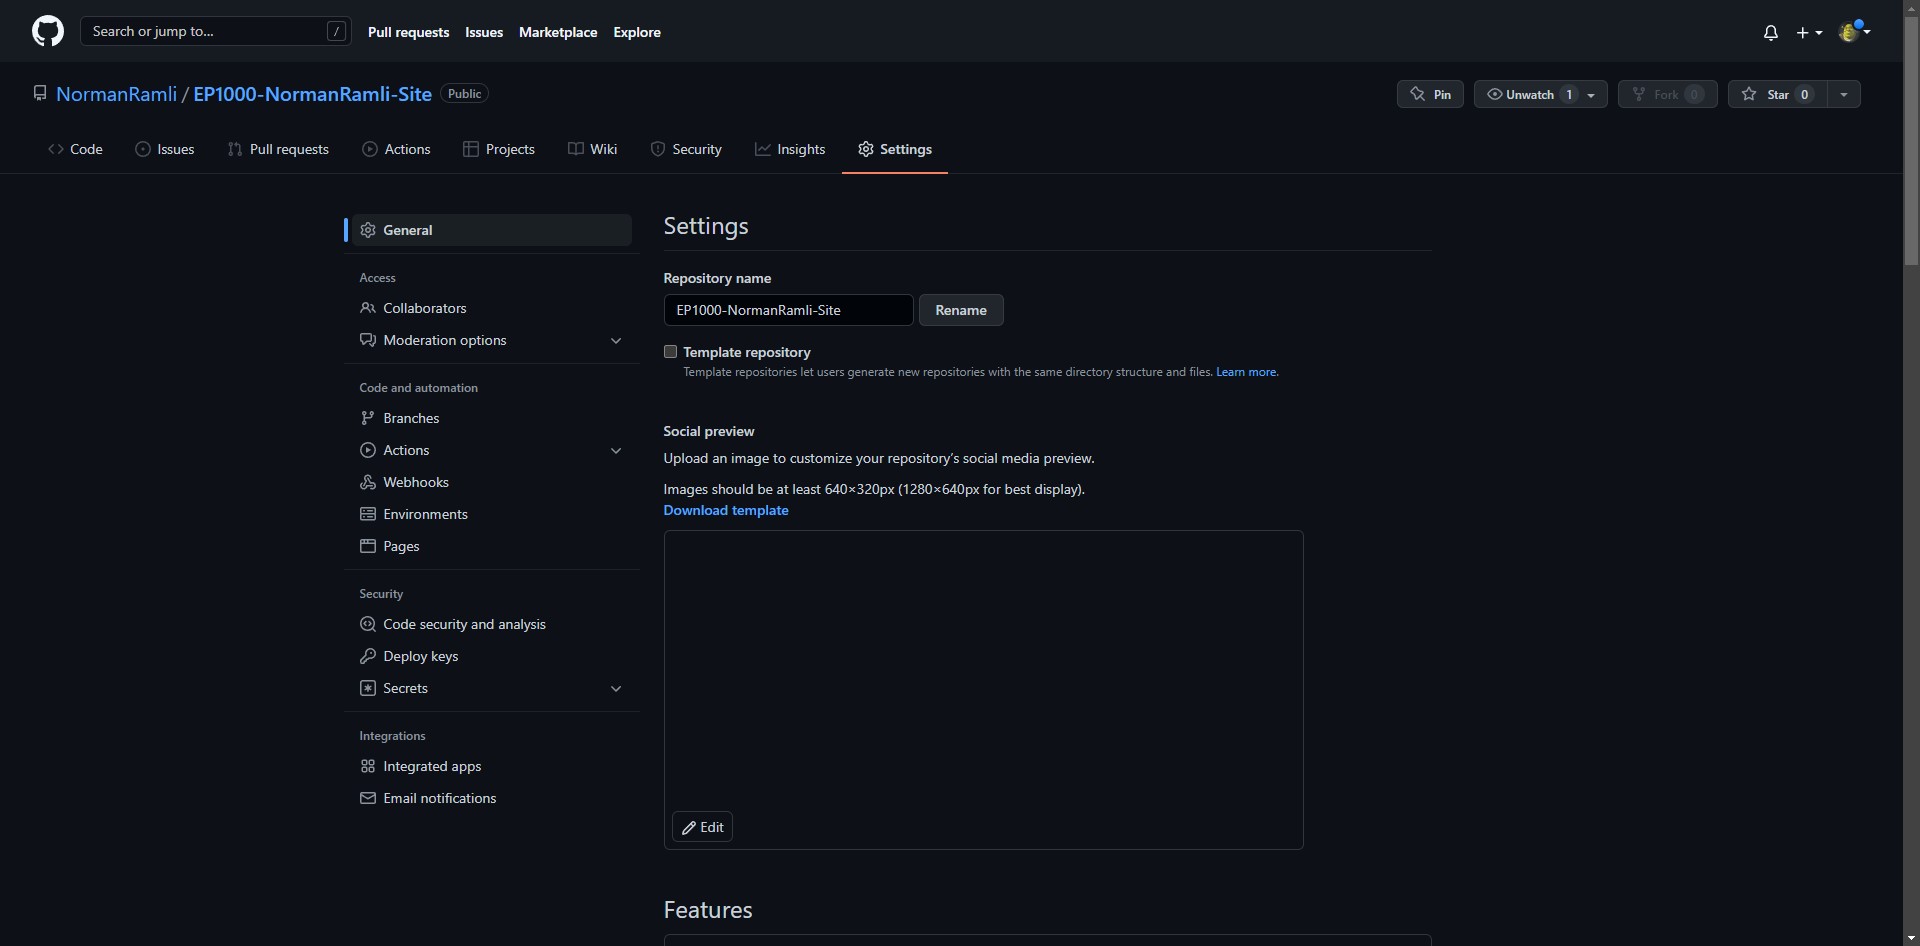 Search or jump to... / Pull requests Issues Marketplace Explore
NormanRamli / EP1000-NormanRamli-Site Public Pin Unwatch 1 Fork 0 Star 0
Code Issues Pull requests Actions Projects Wiki Security Insights Settings
General
Access
Collaborators
Moderation options
Code and automation
Branches
Actions
Webhooks
Environments
Pages
Security
Code security and analysis
Deploy keys
Secrets
Integrations
Integrated apps
Email notifications
Settings
Repository name
EP1000-NormanRamli-Site Rename
Template repository
Template repositories let users generate new repositories with the same directory structure and files. Learn more.
Social preview
Upload an image to customize your repository's social media preview.
Images should be at least 640×320px (1280×640px for best display).
Download template
Edit
Features